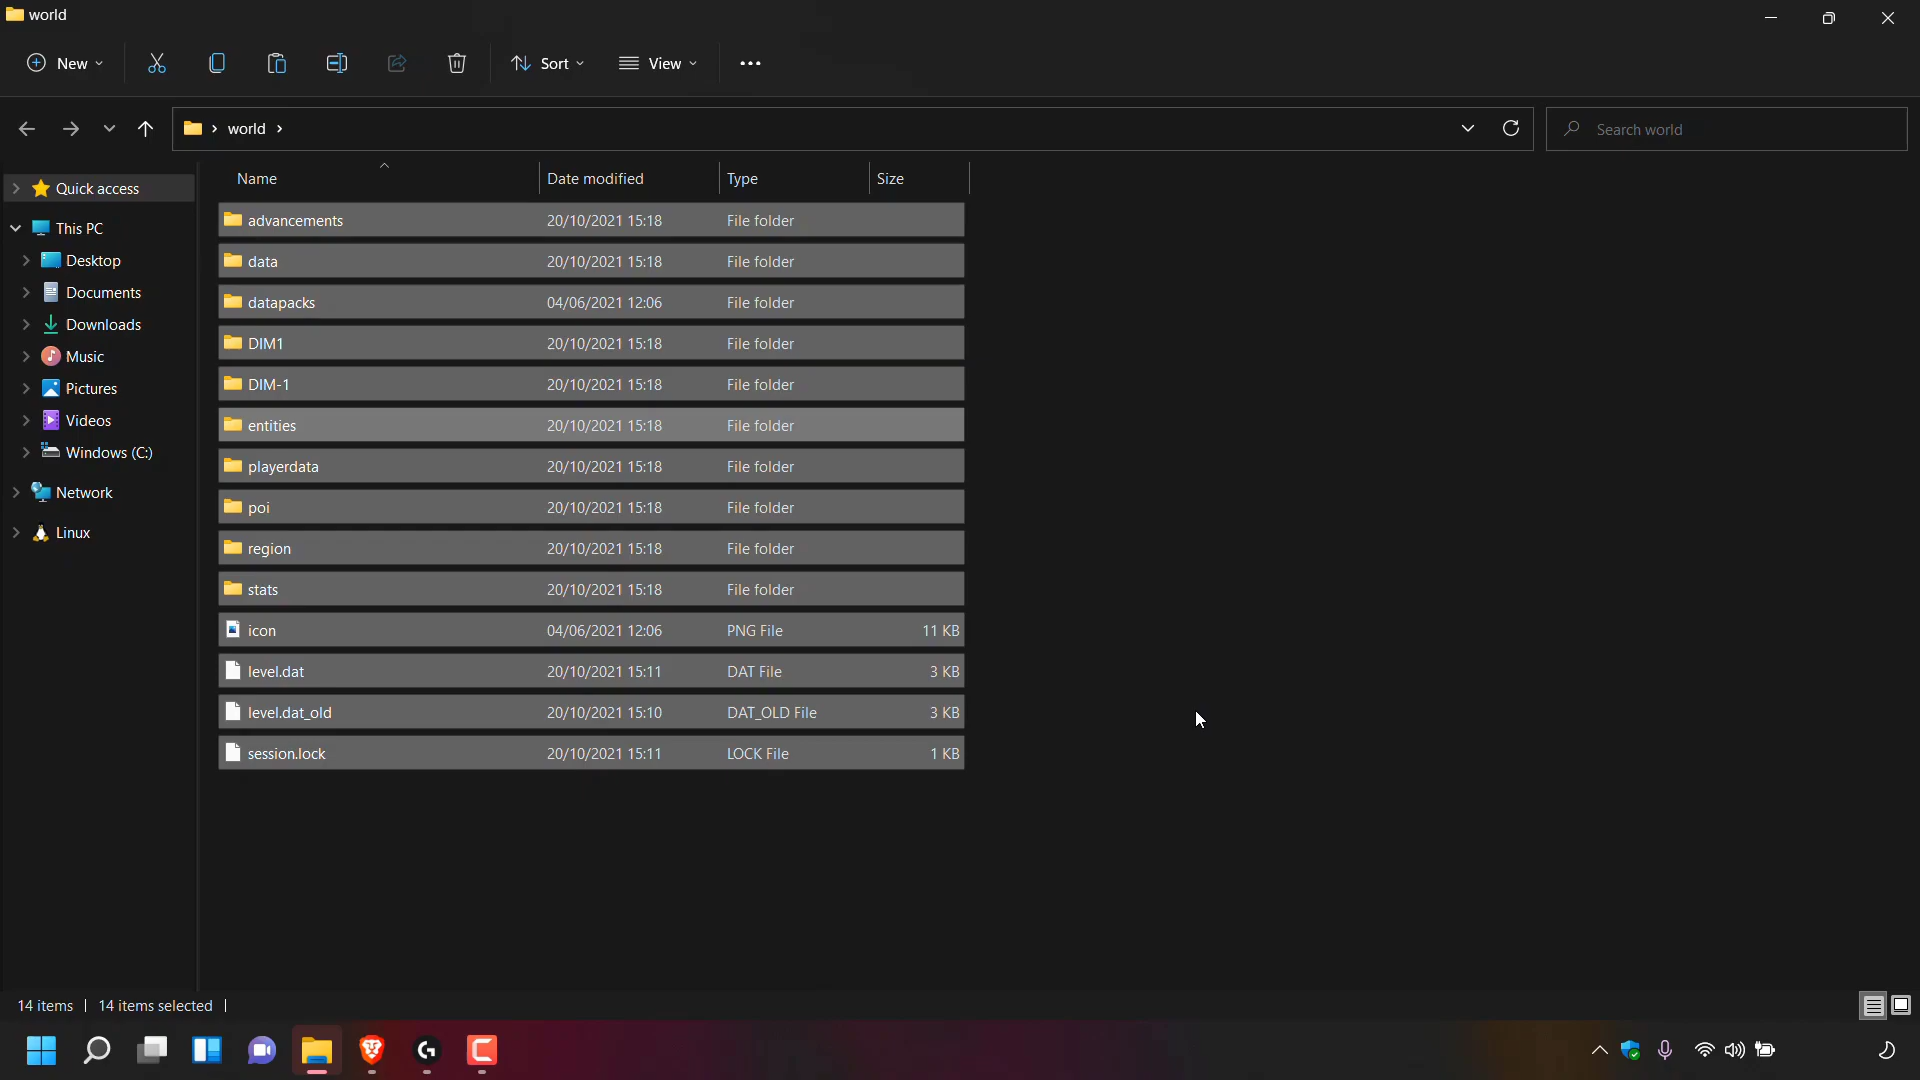 world
New
Sort
View
world
Search world
Name Date modified Type Size
Quick access
This PC
Desktop
Documents
Downloads
Music
Pictures
Videos
Windows (C:)
Network
Linux
advancements 20/10/2021 15:18 File folder
data 20/10/2021 15:18 File folder
datapacks 04/06/2021 12:06 File folder
DIM1 20/10/2021 15:18 File folder
DIM-1 20/10/2021 15:18 File folder
entities 20/10/2021 15:18 File folder
playerdata 20/10/2021 15:18 File folder
poi 20/10/2021 15:18 File folder
region 20/10/2021 15:18 File folder
stats 20/10/2021 15:18 File folder
icon 04/06/2021 12:06 PNG File 11 KB
level.dat 20/10/2021 15:11 DAT File 3 KB
level.dat_old 20/10/2021 15:10 DAT_OLD File 3 KB
session.lock 20/10/2021 15:11 LOCK File 1 KB
14 items 14 items selected